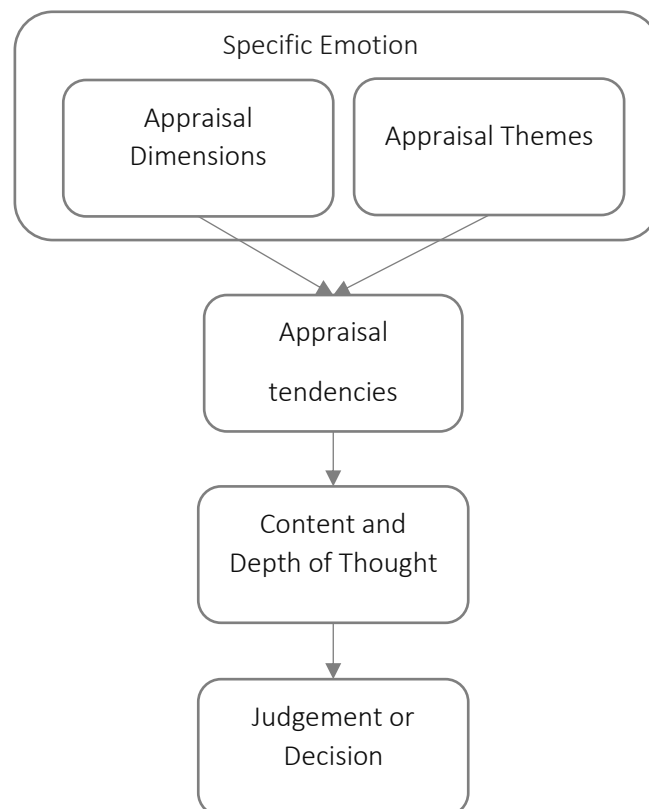 Specific Emotion
Appraisal
Dimensions
Appraisal Themes
Appraisal
tendencies
Content and
Depth of Thought
Judgement or
Decision